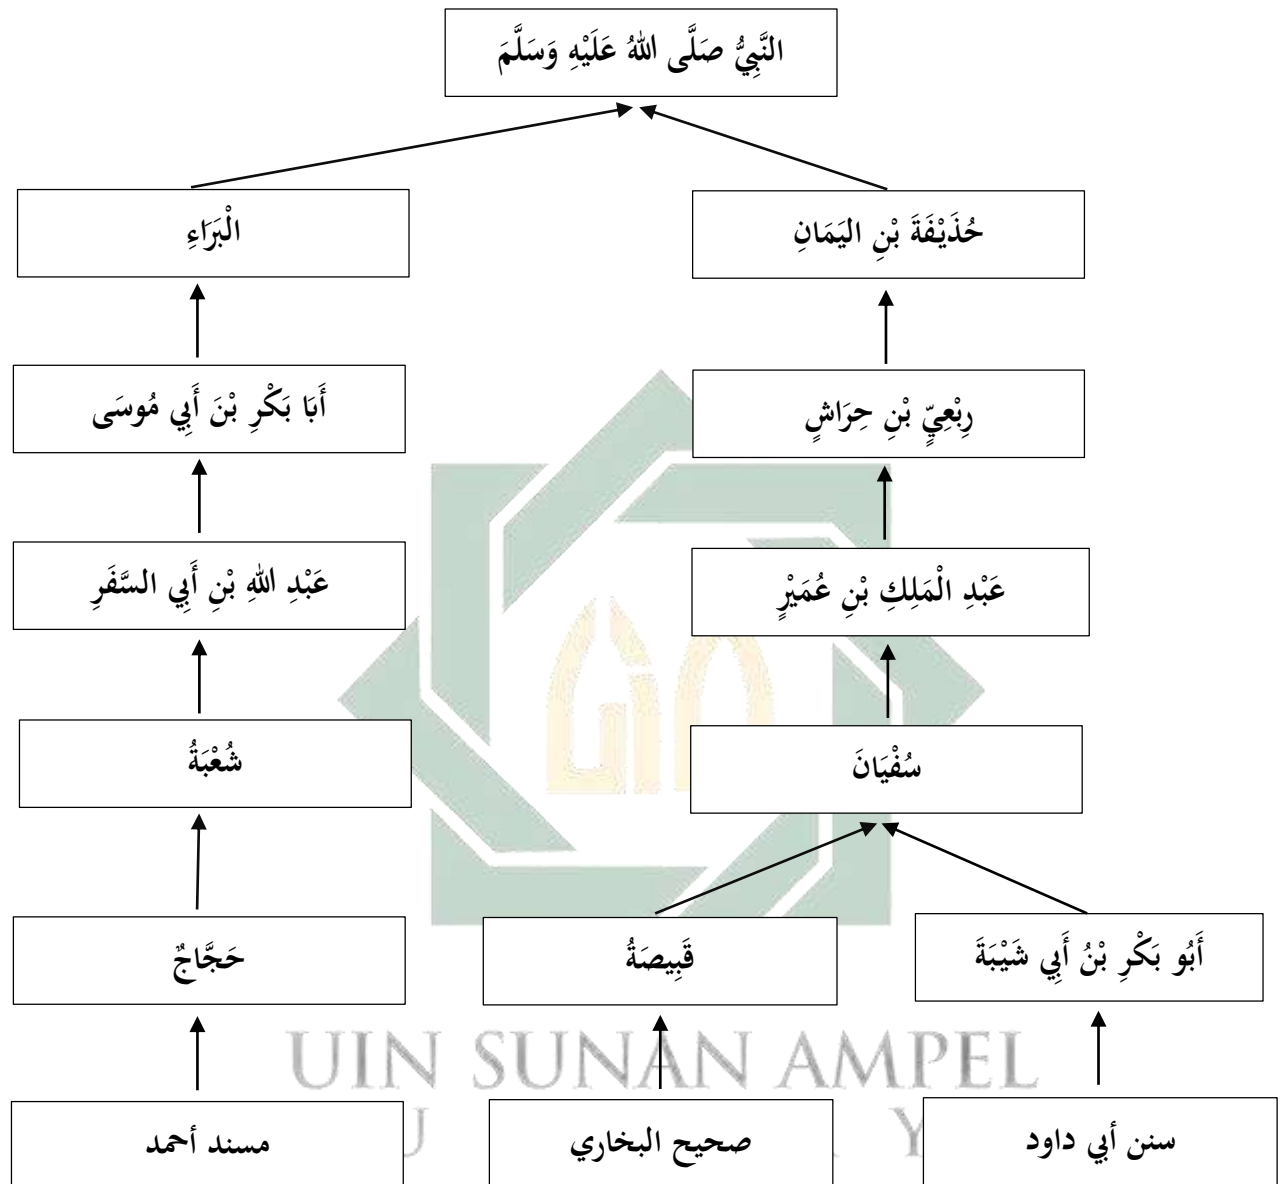 النَّبِيُّ صَلَّى اللهُ عَلَيْهِ وَسَلَّمَ
حُذَيْفَةَ بْنِ اليَمَانِ
الْبَرَاءِ
رِبْعِيِّ بْنِ حِرَاشٍ
أَبَا بَكْرِ بْنَ أَبِي مُوسَى
عَبْدِ الْمَلِكِ بْنِ عُمَيْرٍ
عَبْدِ اللهِ بْنِ أَبِي السَّفَرِ
سُفْيَانَ
شُعْبَةُ
أَبُو بَكْرِ بْنُ أَبِي شَيْبَةَ
قَبِيصَةُ
حَجَّاجٌ
UIN SUNAN AMPEL
سنن أبي داود
صحيح البخاري
مسند أحمد